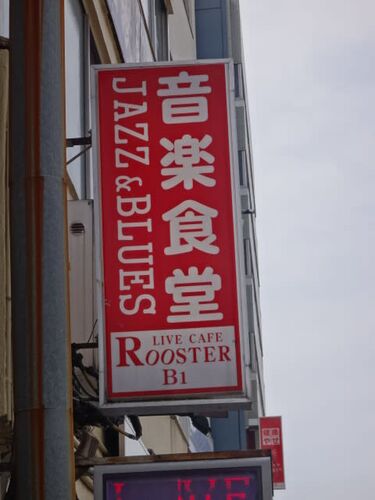 音楽食堂
JAZZ&BLUES
LIVE CAFE
ROOSTER
B1